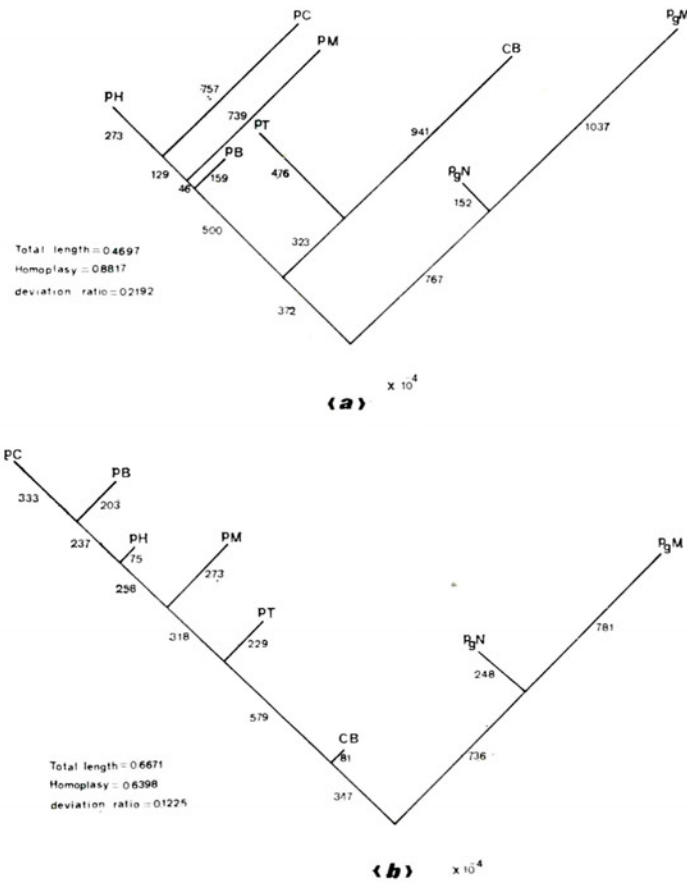 PC
PgM
PM
CB
757
PH
739
PT
1037
941
273
PB
129
476
159
PgN
46
152
500
323
767
Total length = 0.4697
Homoplasy = 0.8817
deviation ratio = 0.2192
372
x 10-4
(a)
PC
PB
333
203
PH
PM
PgM
237
75
273
258
PT
781
318
229
PgN
248
579
CB
81
736
Total length = 0.6671
Homoplasy = 0.6398
deviation ratio = 0.1225
347
(b) x 10-4